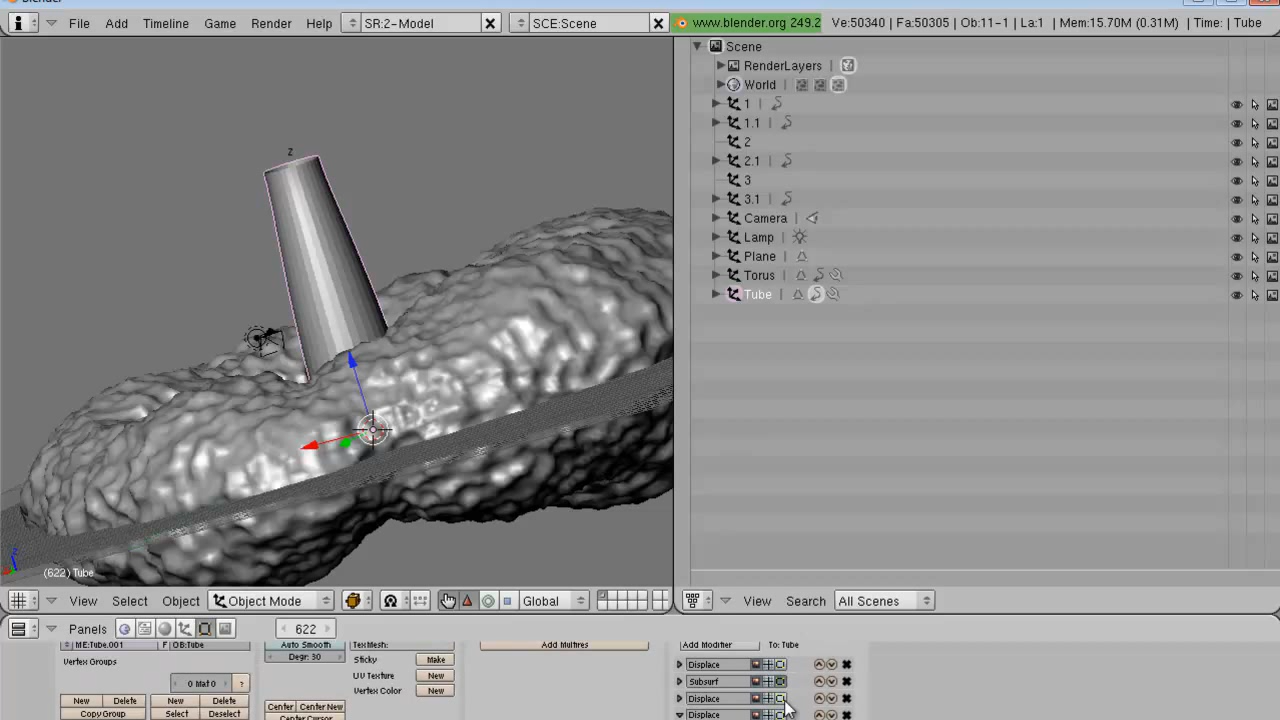 Blender
File Add Timeline Game Render Help SR:2-Model SCE:Scene www.blender.org 249.2 Ve:50340 | Fa:50305 | Ob:11-1 | La:1 | Mem:15.70M (0.31M) | Time: | Tube
Scene
RenderLayers |
World |
1 |
1.1 |
2
2.1 |
3
3.1 |
Camera |
Lamp |
Plane |
Torus |
Tube |
z
(622) Tube
View Select Object Object Mode Global
View Search All Scenes
Panels 622
ME:Tube.001 F OB:Tube Auto Smooth TexMesh: Add Multires Add Modifier To: Tube
Vertex Groups Degr: 30 Sticky Make Displace
0 Mat 0 ? UV Texture New Subsurf
Vertex Color New
New Delete New Delete Center Center New Displace
Copy Group Select Deselect Center Cursor Displace